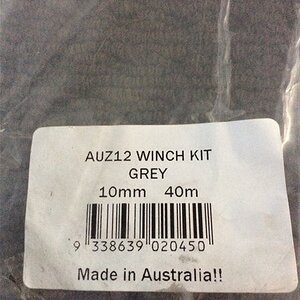 AUZ12 WINCH KIT
GREY
10mm 40m
9 338639 020450
Made in Australia!!